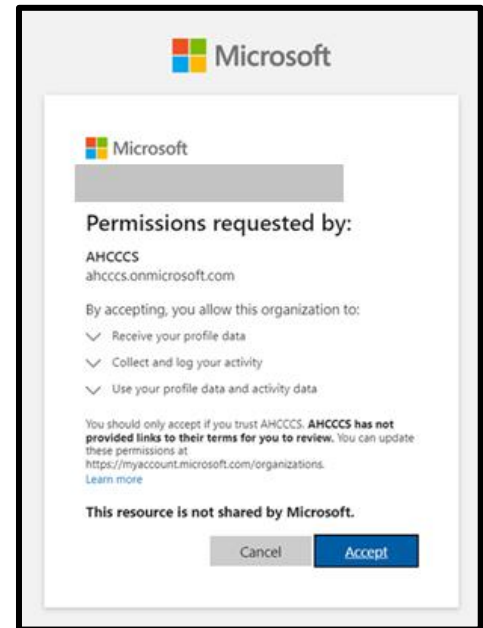 Microsoft
Microsoft
Permissions requested by:
AHCCCS
ahcccs.onmicrosoft.com
By accepting, you allow this organization to:
Receive your profile data
Collect and log your activity
Use your profile data and activity data
You should only accept if you trust AHCCCS. AHCCCS has not
provided links to their terms for you to review. You can update
these permissions at
https://myaccount.microsoft.com/organizations.
Learn more
This resource is not shared by Microsoft.
Cancel Accept